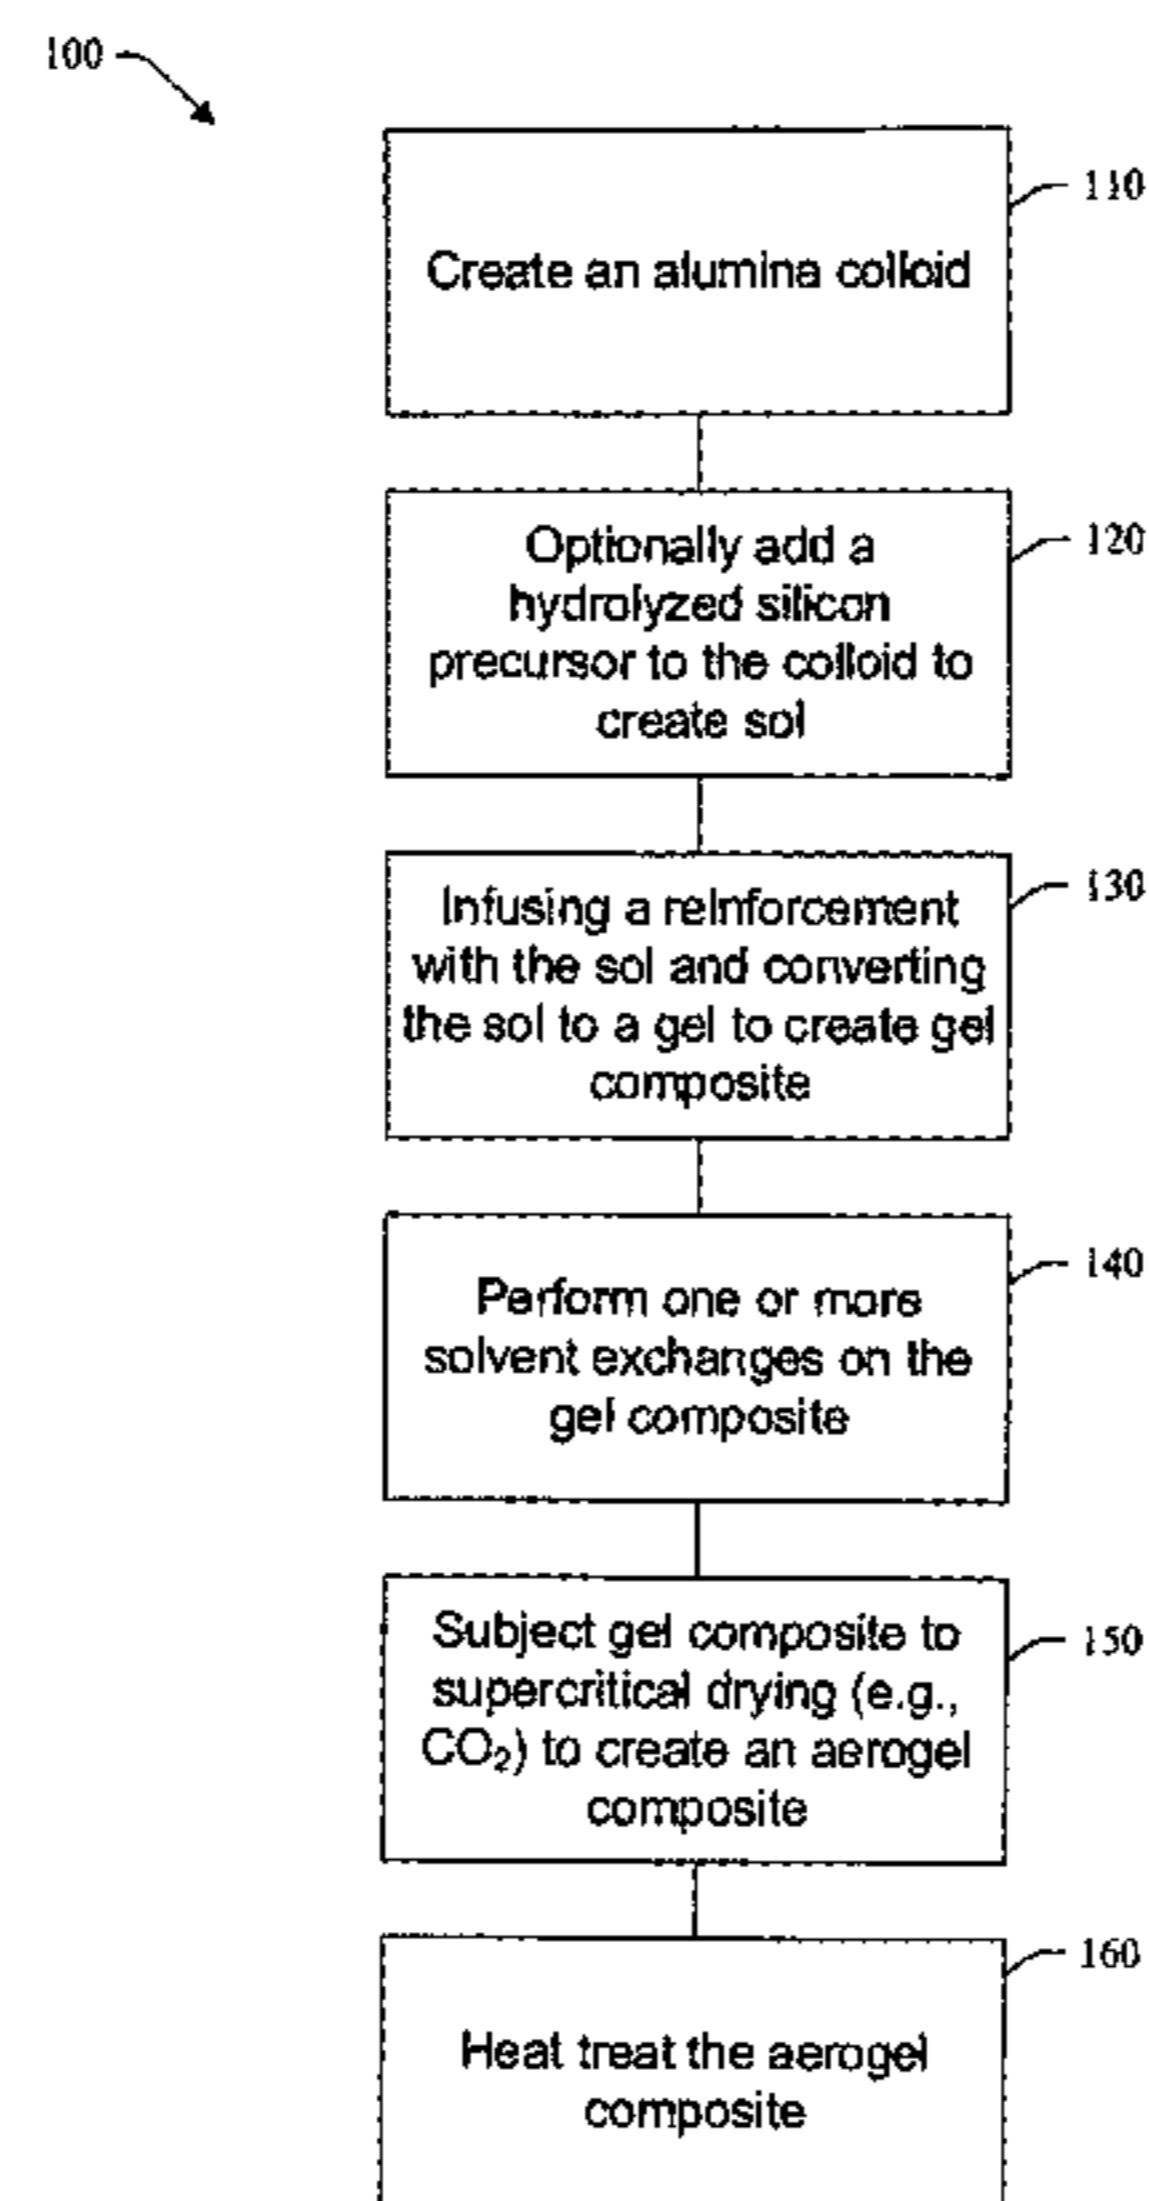 100
110
Create an alumina colloid
120
Optionally add a
hydrolyzed silicon
precursor to the colloid to
create sol
130
Infusing a reinforcement
with the sol and converting
the sol to a gel to create gel
composite
140
Perform one or more
solvent exchanges on the
gel composite
150
Subject gel composite to
supercritical drying (e.g.,
CO₂) to create an aerogel
composite
160
Heat treat the aerogel
composite